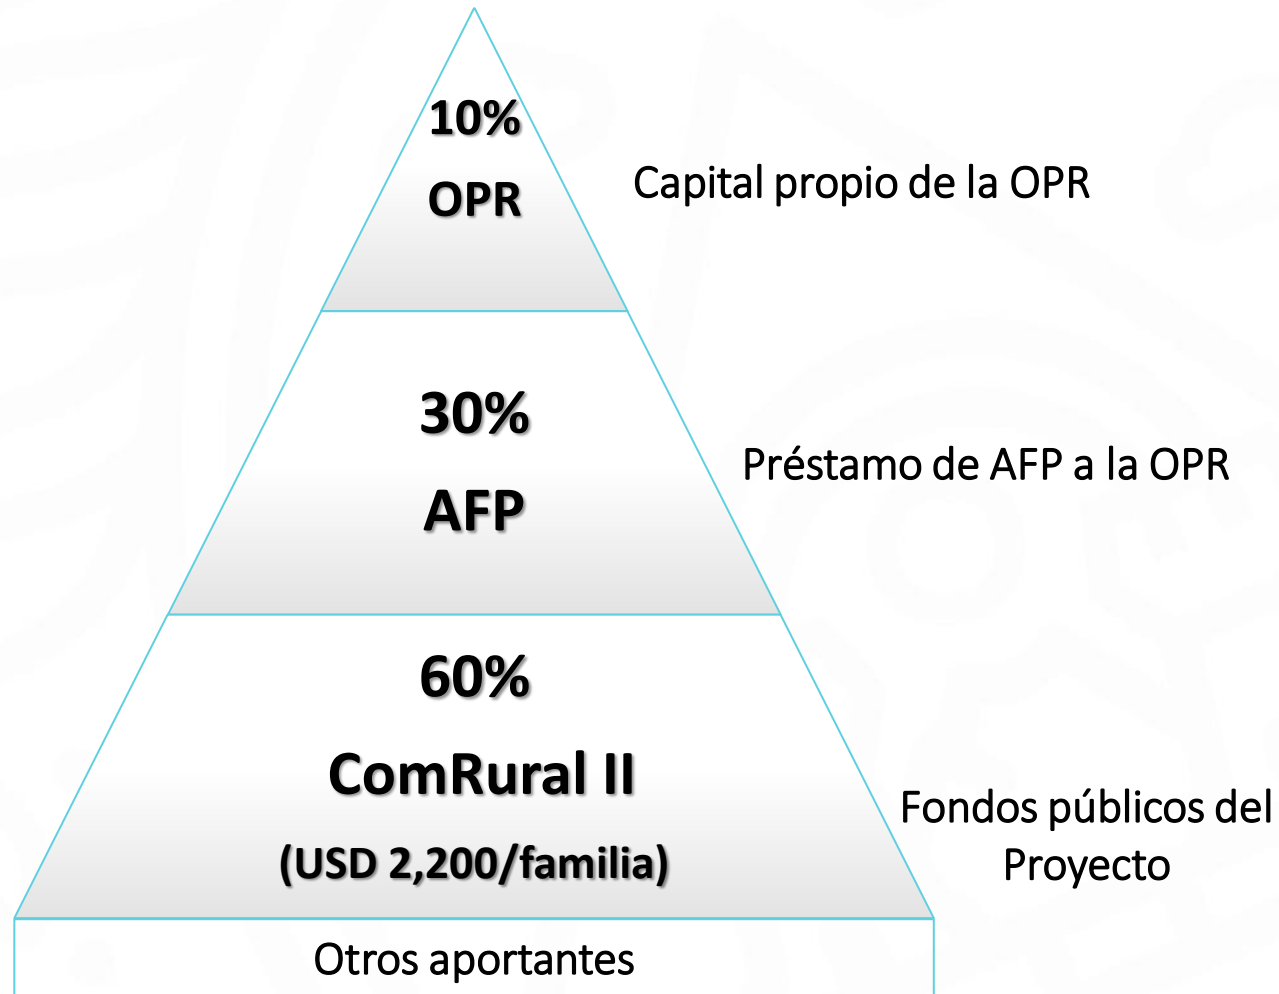 10%
OPR
Capital propio de la OPR
30%
AFP
Préstamo de AFP a la OPR
60%
ComRural II
(USD 2,200/familia)
Fondos públicos del
Proyecto
Otros aportantes